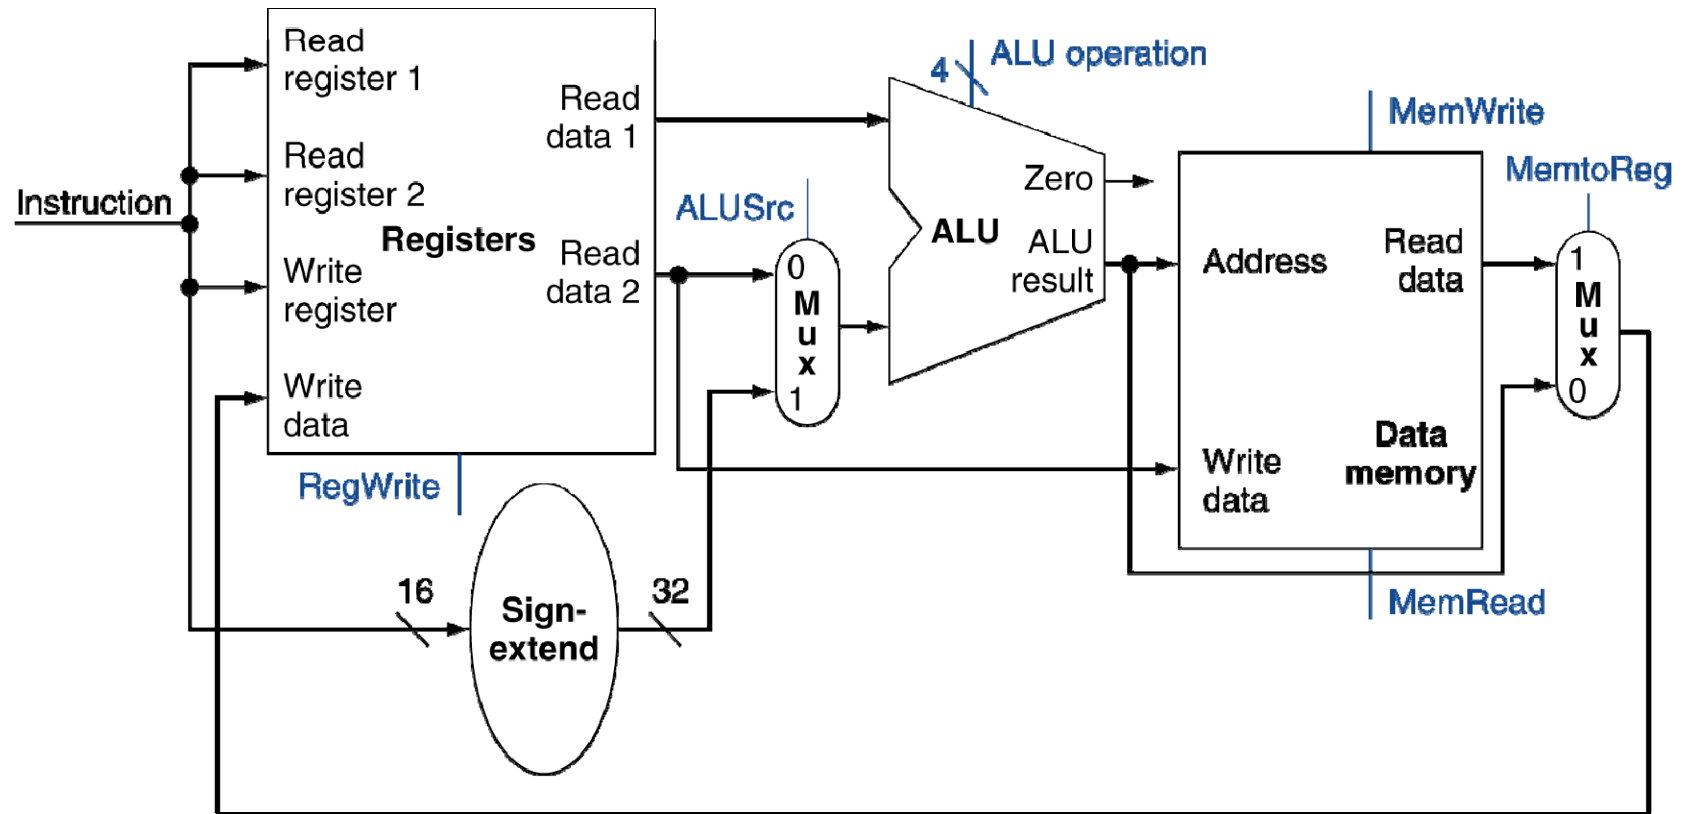 Instruction
Read
register 1
Read
register 2
Registers
Write
register
Write
data
Read
data 1
Read
data 2
RegWrite
16
Sign-
extend
32
ALUSrc
0
M
u
x
1
4
ALU operation
Zero
ALU
ALU
result
MemWrite
Address
Read
data
Write
data
Data
memory
MemRead
MemtoReg
1
M
u
x
0